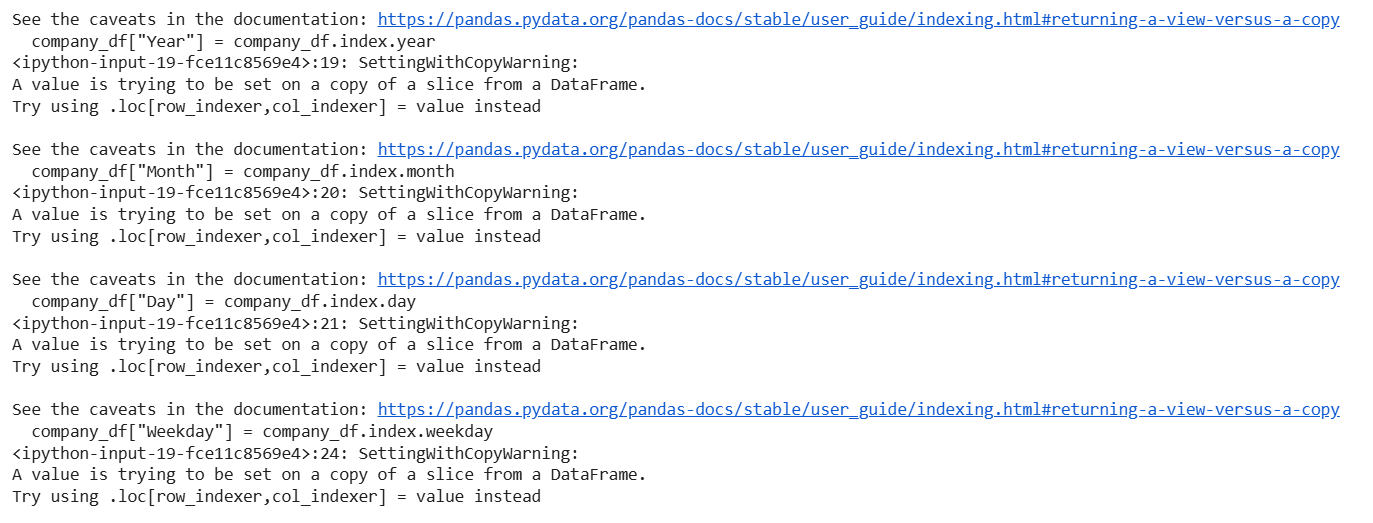 See the caveats in the documentation: https://pandas.pydata.org/pandas-docs/stable/user_guide/indexing.html#returning-a-view-versus-a-copy
  company_df["Year"] = company_df.index.year
<ipython-input-19-fce11c8569e4>:19: SettingWithCopyWarning:
A value is trying to be set on a copy of a slice from a DataFrame.
Try using .loc[row_indexer,col_indexer] = value instead

See the caveats in the documentation: https://pandas.pydata.org/pandas-docs/stable/user_guide/indexing.html#returning-a-view-versus-a-copy
  company_df["Month"] = company_df.index.month
<ipython-input-19-fce11c8569e4>:20: SettingWithCopyWarning:
A value is trying to be set on a copy of a slice from a DataFrame.
Try using .loc[row_indexer,col_indexer] = value instead

See the caveats in the documentation: https://pandas.pydata.org/pandas-docs/stable/user_guide/indexing.html#returning-a-view-versus-a-copy
  company_df["Day"] = company_df.index.day
<ipython-input-19-fce11c8569e4>:21: SettingWithCopyWarning:
A value is trying to be set on a copy of a slice from a DataFrame.
Try using .loc[row_indexer,col_indexer] = value instead

See the caveats in the documentation: https://pandas.pydata.org/pandas-docs/stable/user_guide/indexing.html#returning-a-view-versus-a-copy
  company_df["Weekday"] = company_df.index.weekday
<ipython-input-19-fce11c8569e4>:24: SettingWithCopyWarning:
A value is trying to be set on a copy of a slice from a DataFrame.
Try using .loc[row_indexer,col_indexer] = value instead